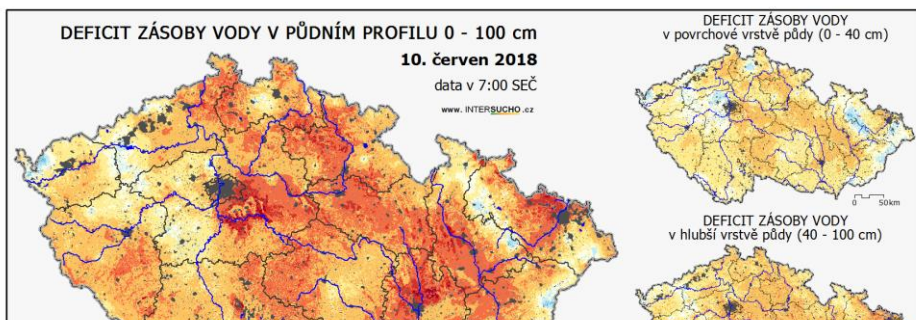 DEFICIT ZÁSOBY VODY V PŮDNÍM PROFILU 0 - 100 cm
10. červen 2018
data v 7:00 SEČ
www. INTERSUCHO .cz
DEFICIT ZÁSOBY VODY
v povrchové vrstvě půdy (0 - 40 cm)
0 50km
DEFICIT ZÁSOBY VODY
v hlubší vrstvě půdy (40 - 100 cm)